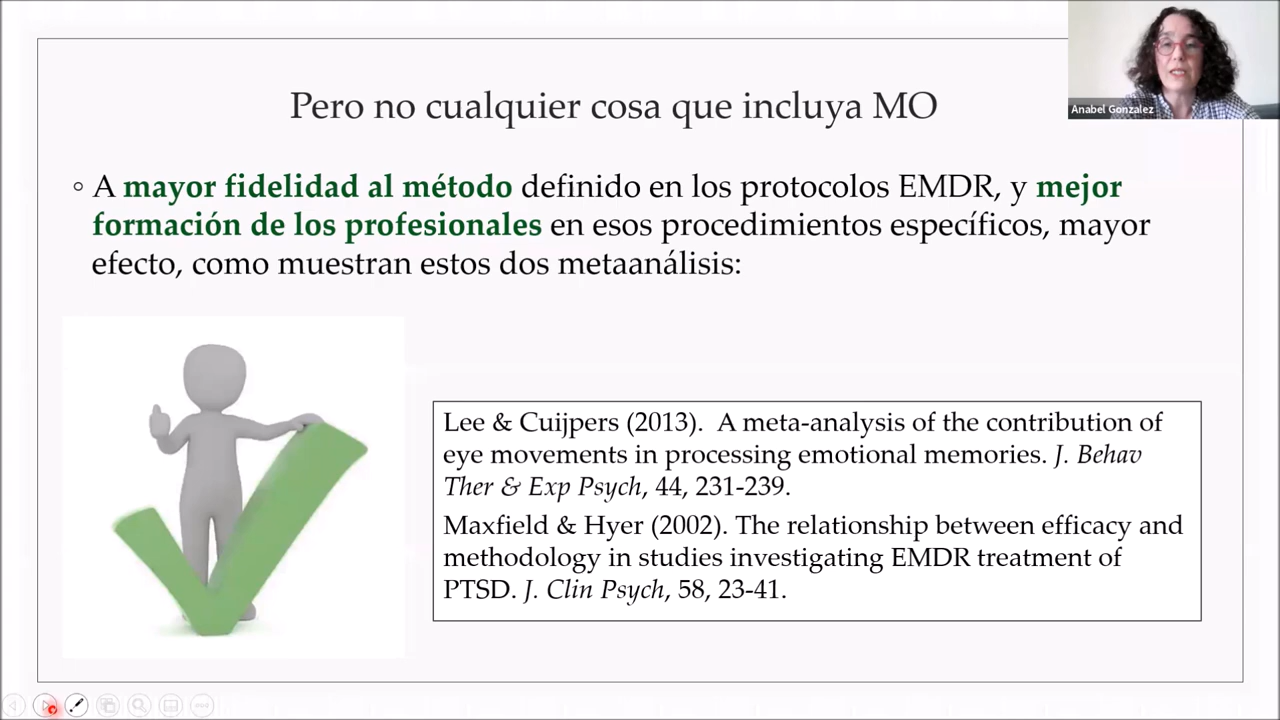 Anabel Gonzalez
Pero no cualquier cosa que incluya MO
◦ A mayor fidelidad al método definido en los protocolos EMDR, y mejor
formación de los profesionales en esos procedimientos específicos, mayor
efecto, como muestran estos dos metaanálisis:
Lee & Cuijpers (2013). A meta-analysis of the contribution of
eye movements in processing emotional memories. J. Behav
Ther & Exp Psych, 44, 231-239.
Maxfield & Hyer (2002). The relationship between efficacy and
methodology in studies investigating EMDR treatment of
PTSD. J. Clin Psych, 58, 23-41.